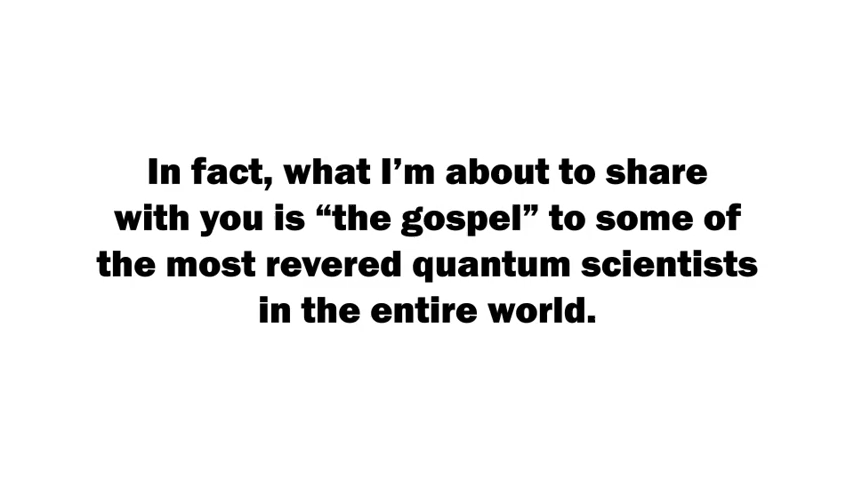 In fact, what I’m about to share
with you is “the gospel” to some of
the most revered quantum scientists
in the entire world.